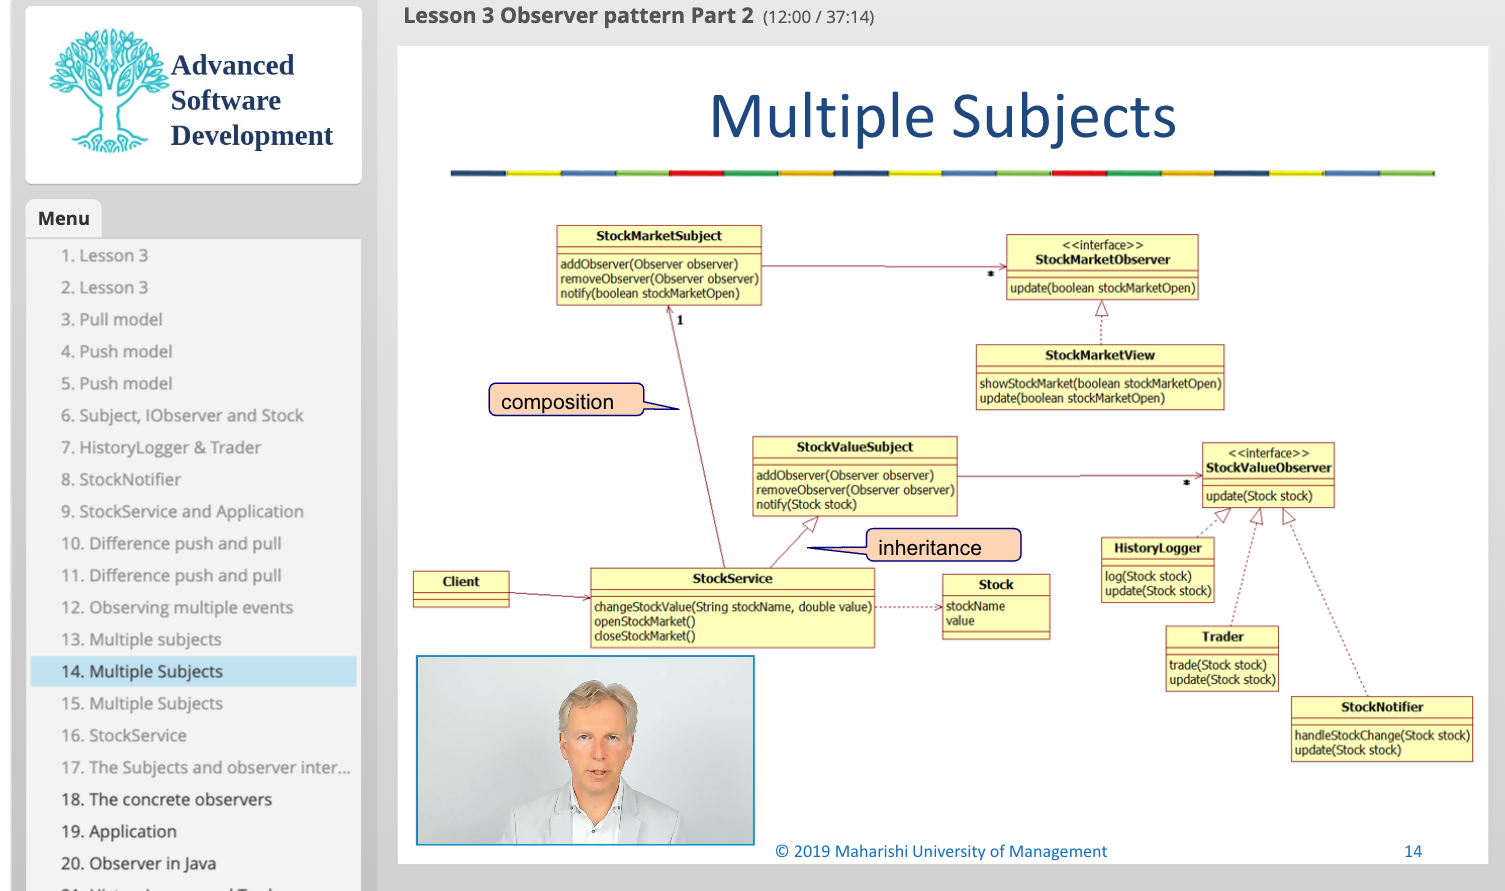 Lesson 3 Observer pattern Part 2 (12:00 / 37:14)
Advanced
Software
Development
Menu
1. Lesson 3
2. Lesson 3
3. Pull model
4. Push model
5. Push model
6. Subject, IObserver and Stock
7. HistoryLogger & Trader
8. StockNotifier
9. StockService and Application
10. Difference push and pull
11. Difference push and pull
12. Observing multiple events
13. Multiple subjects
14. Multiple Subjects
15. Multiple Subjects
16. StockService
17. The Subjects and observer inter...
18. The concrete observers
19. Application
20. Observer in Java
Multiple Subjects
StockMarketSubject
addObserver(Observer observer)
removeObserver(Observer observer)
notify(boolean stockMarketOpen)
*
1
<<interface>>
StockMarketObserver
update(boolean stockMarketOpen)
StockMarketView
showStockMarket(boolean stockMarketOpen)
update(boolean stockMarketOpen)
composition
StockValueSubject
addObserver(Observer observer)
removeObserver(Observer observer)
notify(Stock stock)
*
<<interface>>
StockValueObserver
update(Stock stock)
inheritance
Client
StockService
changeStockValue(String stockName, double value)
openStockMarket()
closeStockMarket()
Stock
stockName
value
HistoryLogger
log(Stock stock)
update(Stock stock)
Trader
trade(Stock stock)
update(Stock stock)
StockNotifier
handleStockChange(Stock stock)
update(Stock stock)
© 2019 Maharishi University of Management
14